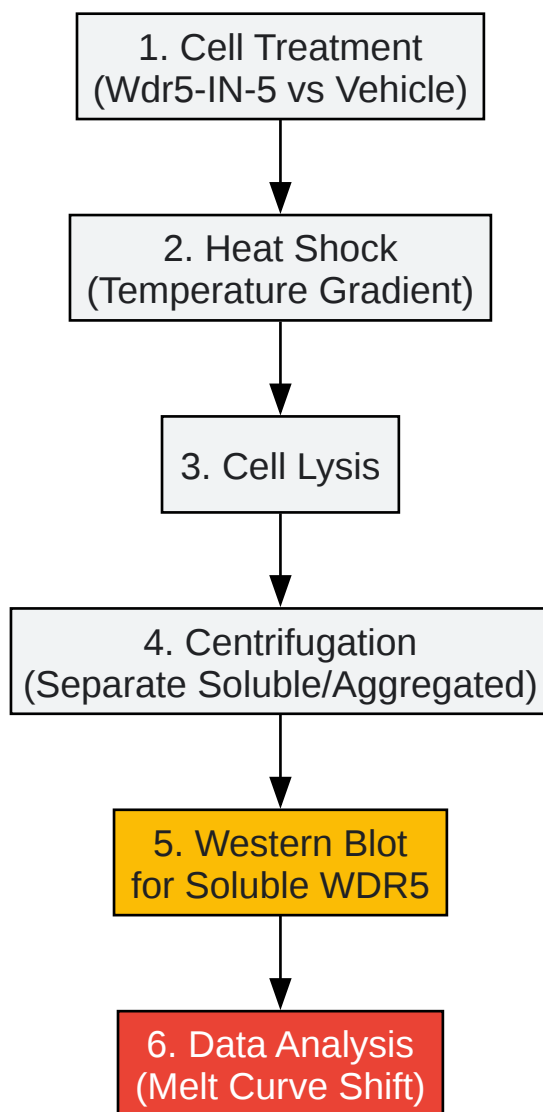 1. Cell Treatment
(Wdr5-IN-5 vs Vehicle)
2. Heat Shock
(Temperature Gradient)
3. Cell Lysis
4. Centrifugation
(Separate Soluble/Aggregated)
5. Western Blot
for Soluble WDR5
6. Data Analysis
(Melt Curve Shift)